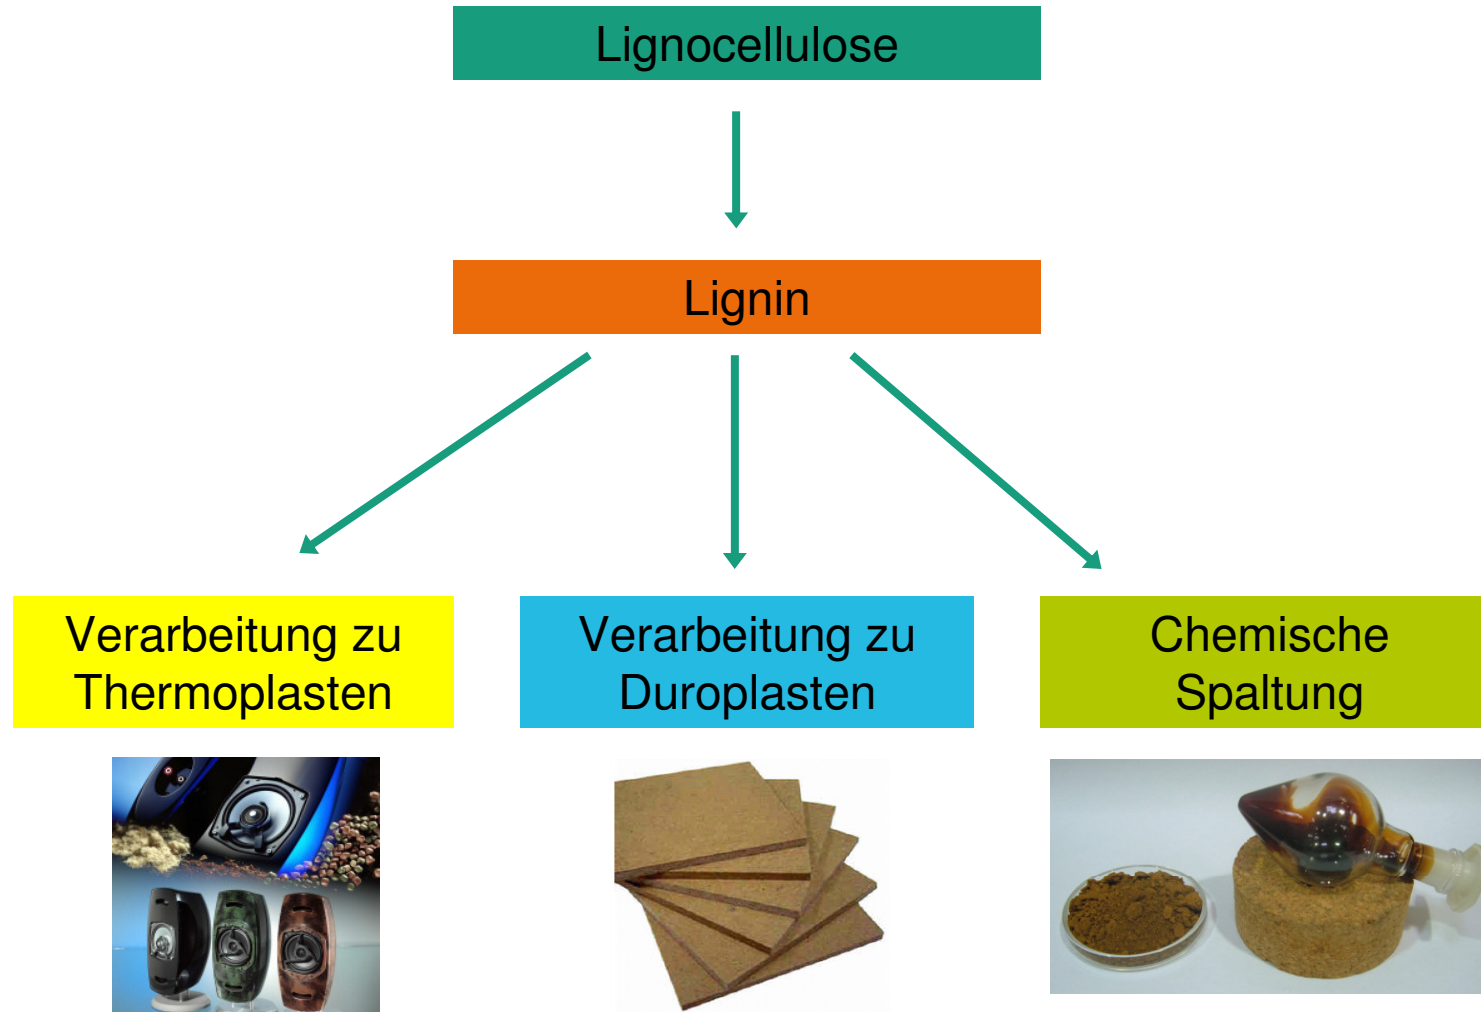 Lignocellulose
Lignin
Verarbeitung zu
Thermoplasten
Verarbeitung zu
Duroplasten
Chemische
Spaltung